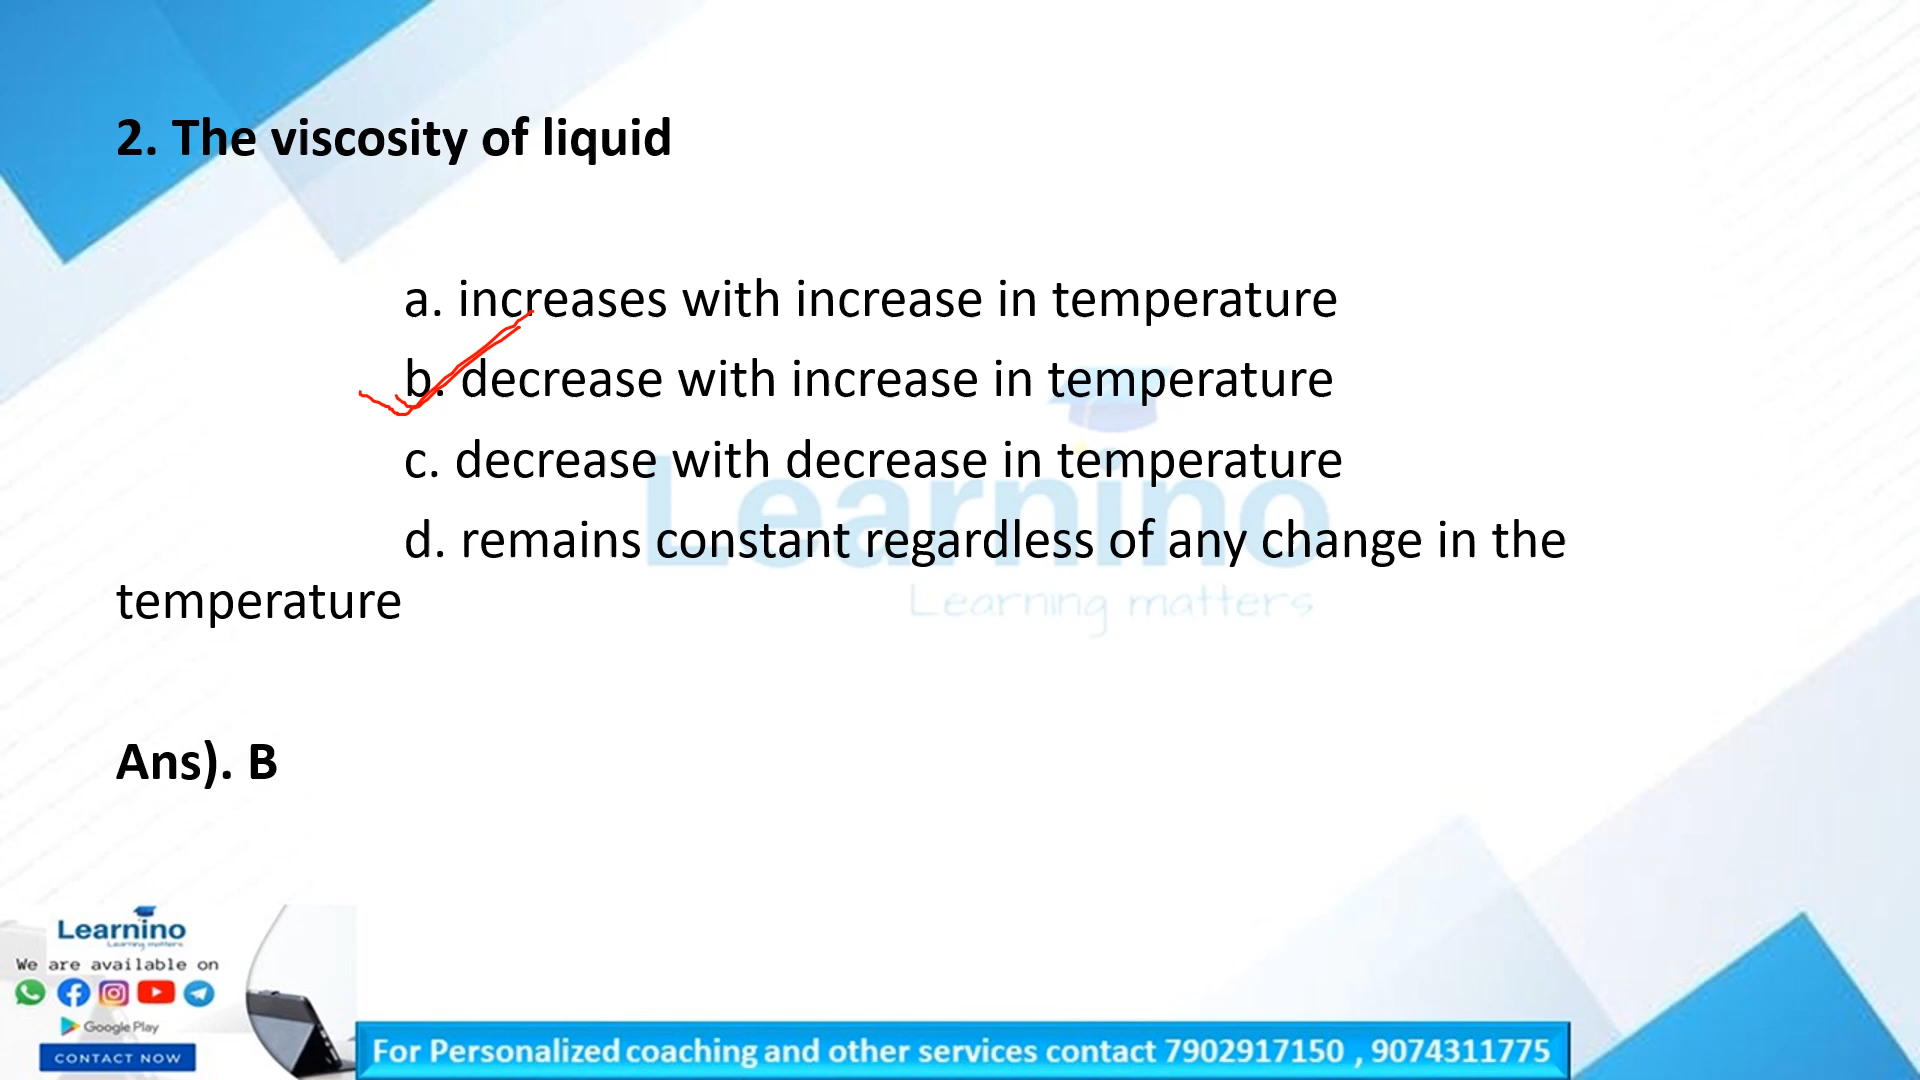 2. The viscosity of liquid
a. increases with increase in temperature
b. decrease with increase in temperature
c. decrease with decrease in temperature
d. remains constant regardless of any change in the
temperature
Learnino
Learning matters
Ans). B
Learnino
Learning matters
We are available on
Google Play
CONTACT NOW
For Personalized coaching and other services contact 7902917150 , 9074311775